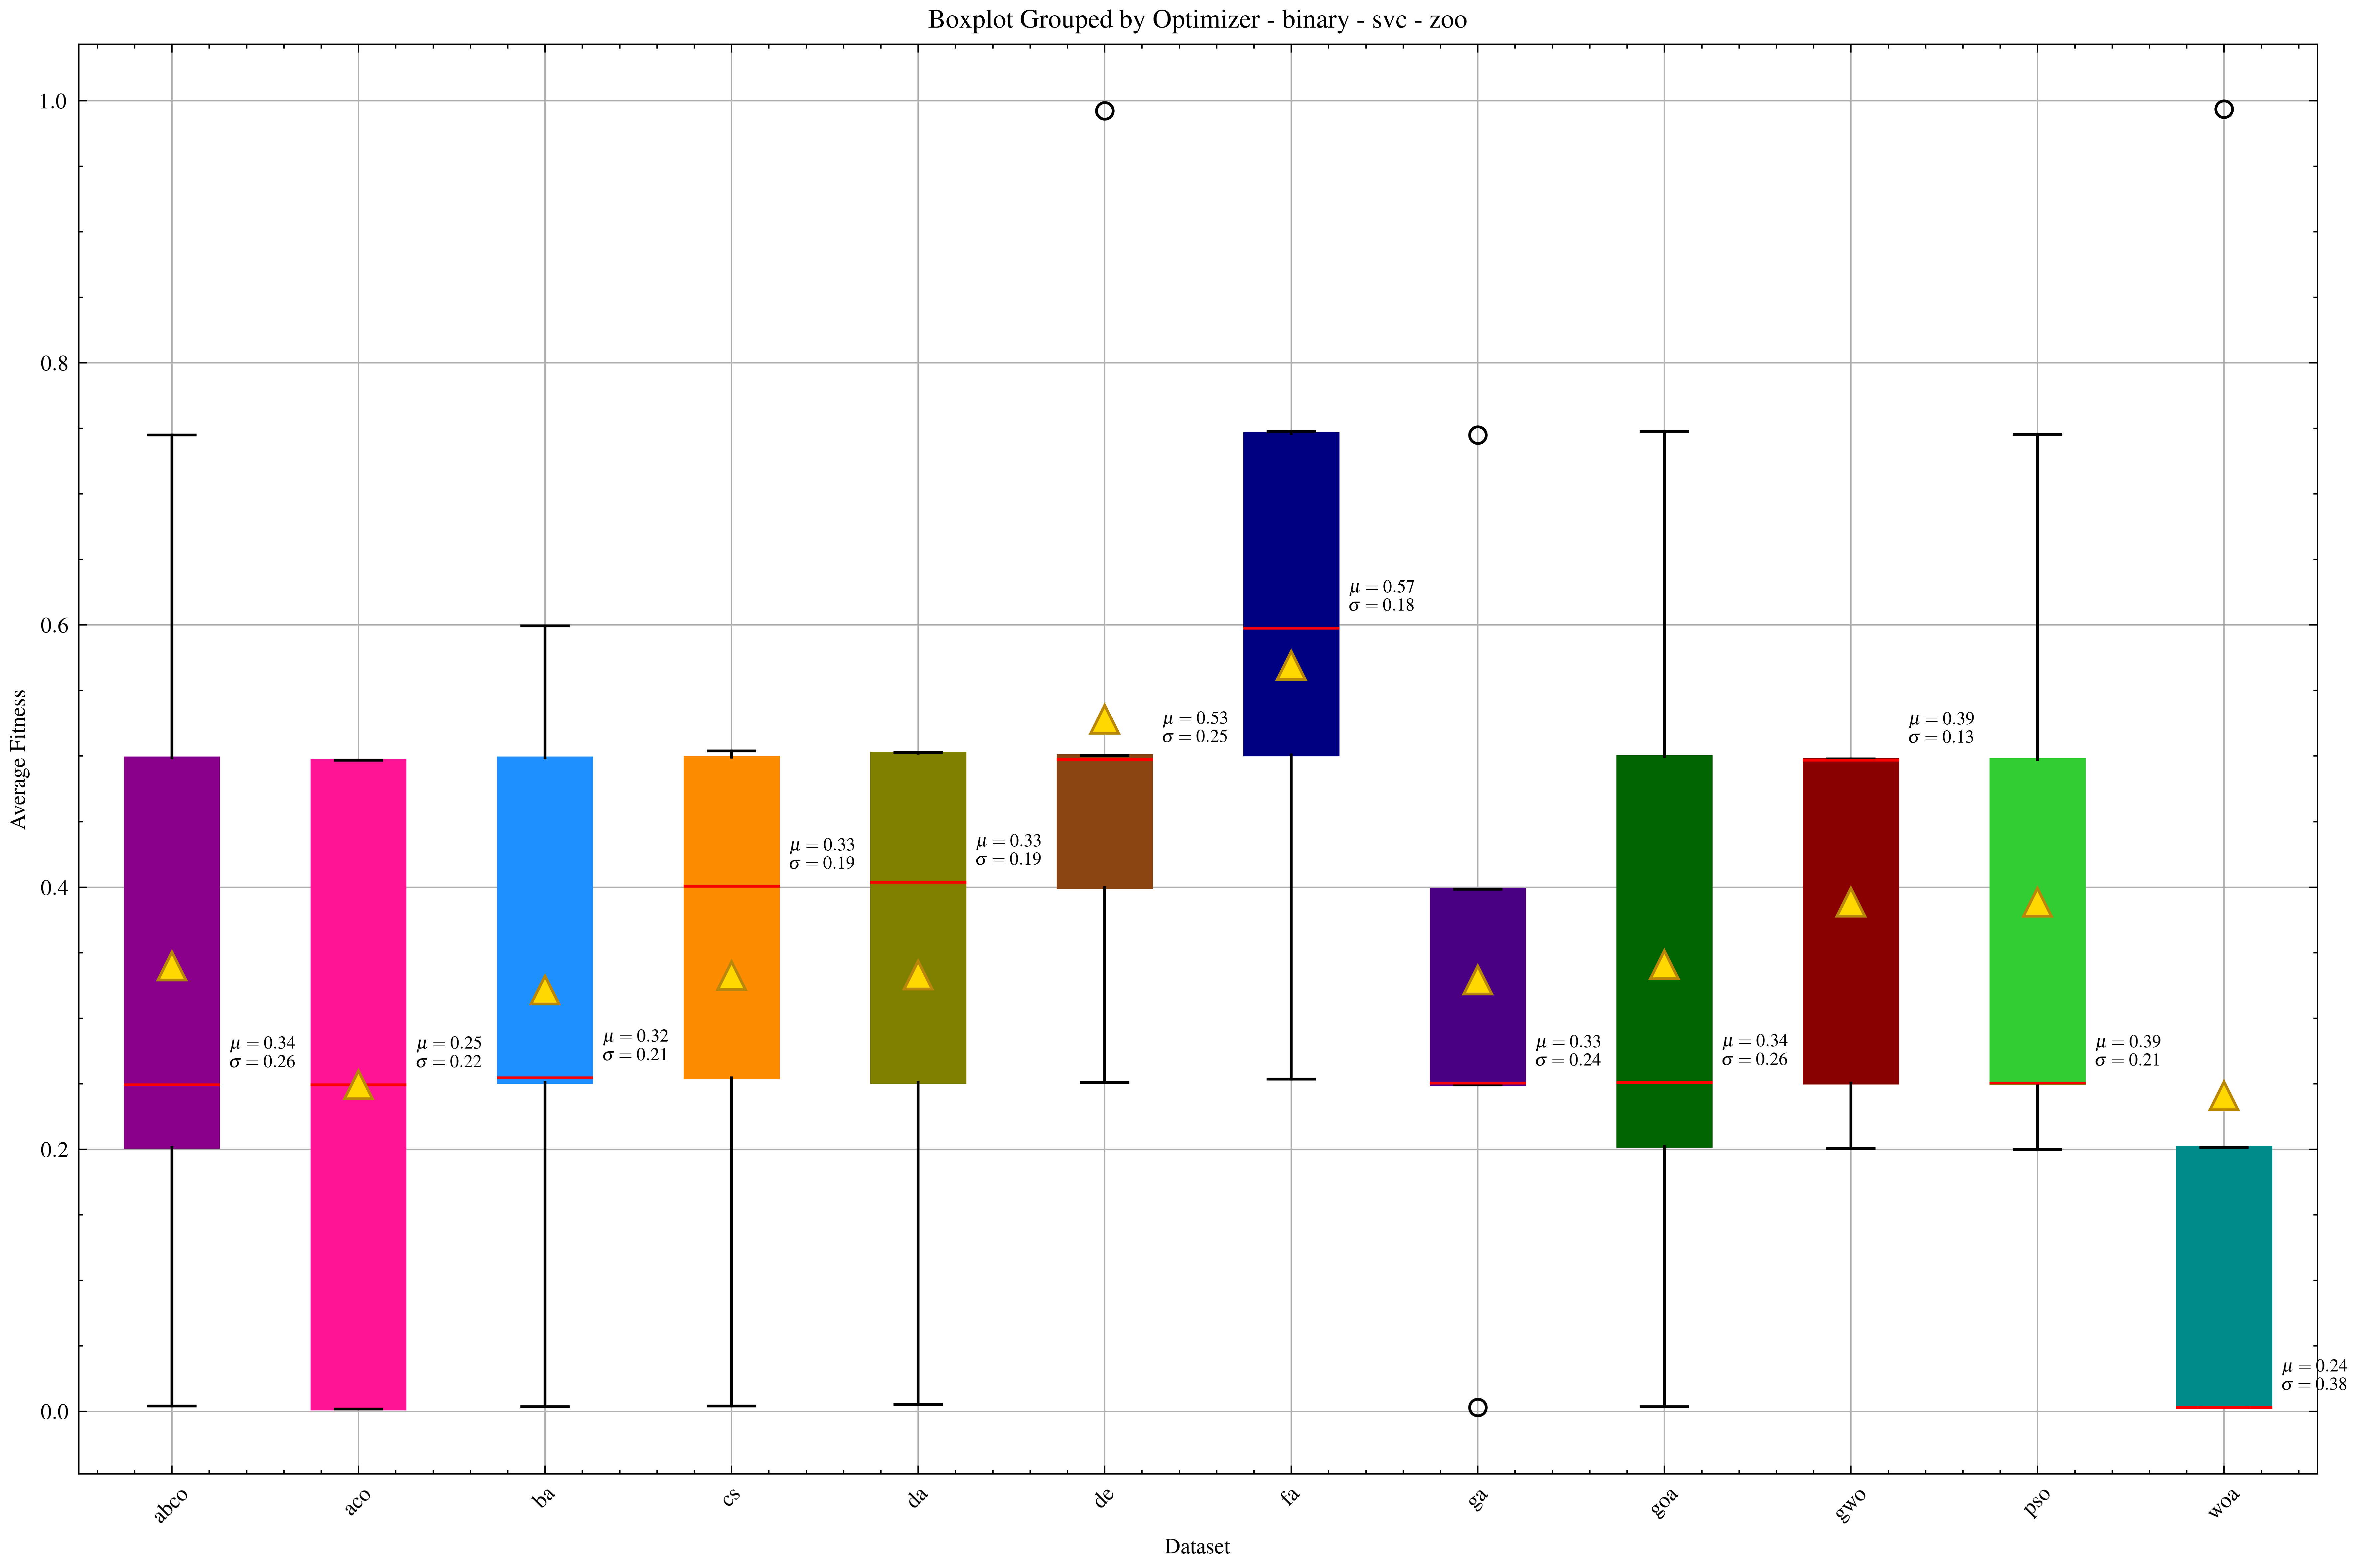 Boxplot Grouped by Optimizer - binary - svc - zoo
1.0
0.8
0.6
0.4
0.2
0.0
Average Fitness
μ = 0.34
σ = 0.26
μ = 0.25
σ = 0.22
μ = 0.32
σ = 0.21
μ = 0.33
σ = 0.19
μ = 0.33
σ = 0.19
μ = 0.53
σ = 0.25
μ = 0.57
σ = 0.18
μ = 0.33
σ = 0.24
μ = 0.34
σ = 0.26
μ = 0.39
σ = 0.13
μ = 0.39
σ = 0.21
μ = 0.24
σ = 0.38
abco
aco
ba
cs
da
de
fa
ga
goa
gwo
pso
woa
Dataset